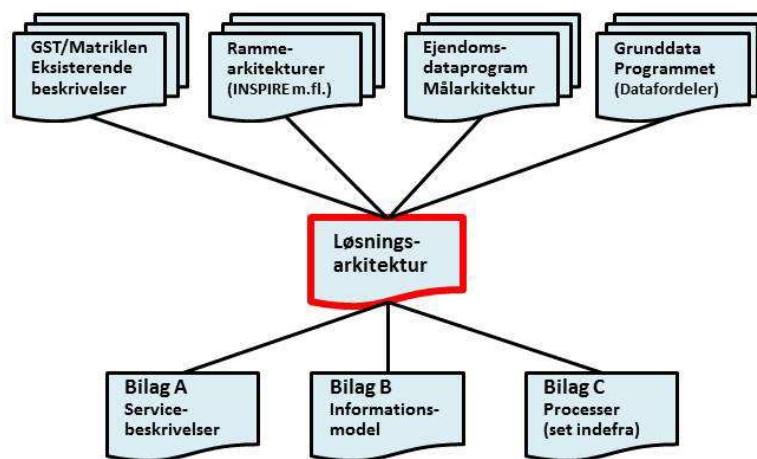 GST/Matriklen
Eksisterende
beskrivelser
Ramme-
arkitekturer
(INSPIRE m.fl.)
Ejendoms-
dataprogram
Målarkitektur
Grunddata
Programmet
(Datafordeler)
Løsnings-
arkitektur
Bilag A
Service-
beskrivelser
Bilag B
Informations-
model
Bilag C
Processer
(set indefra)